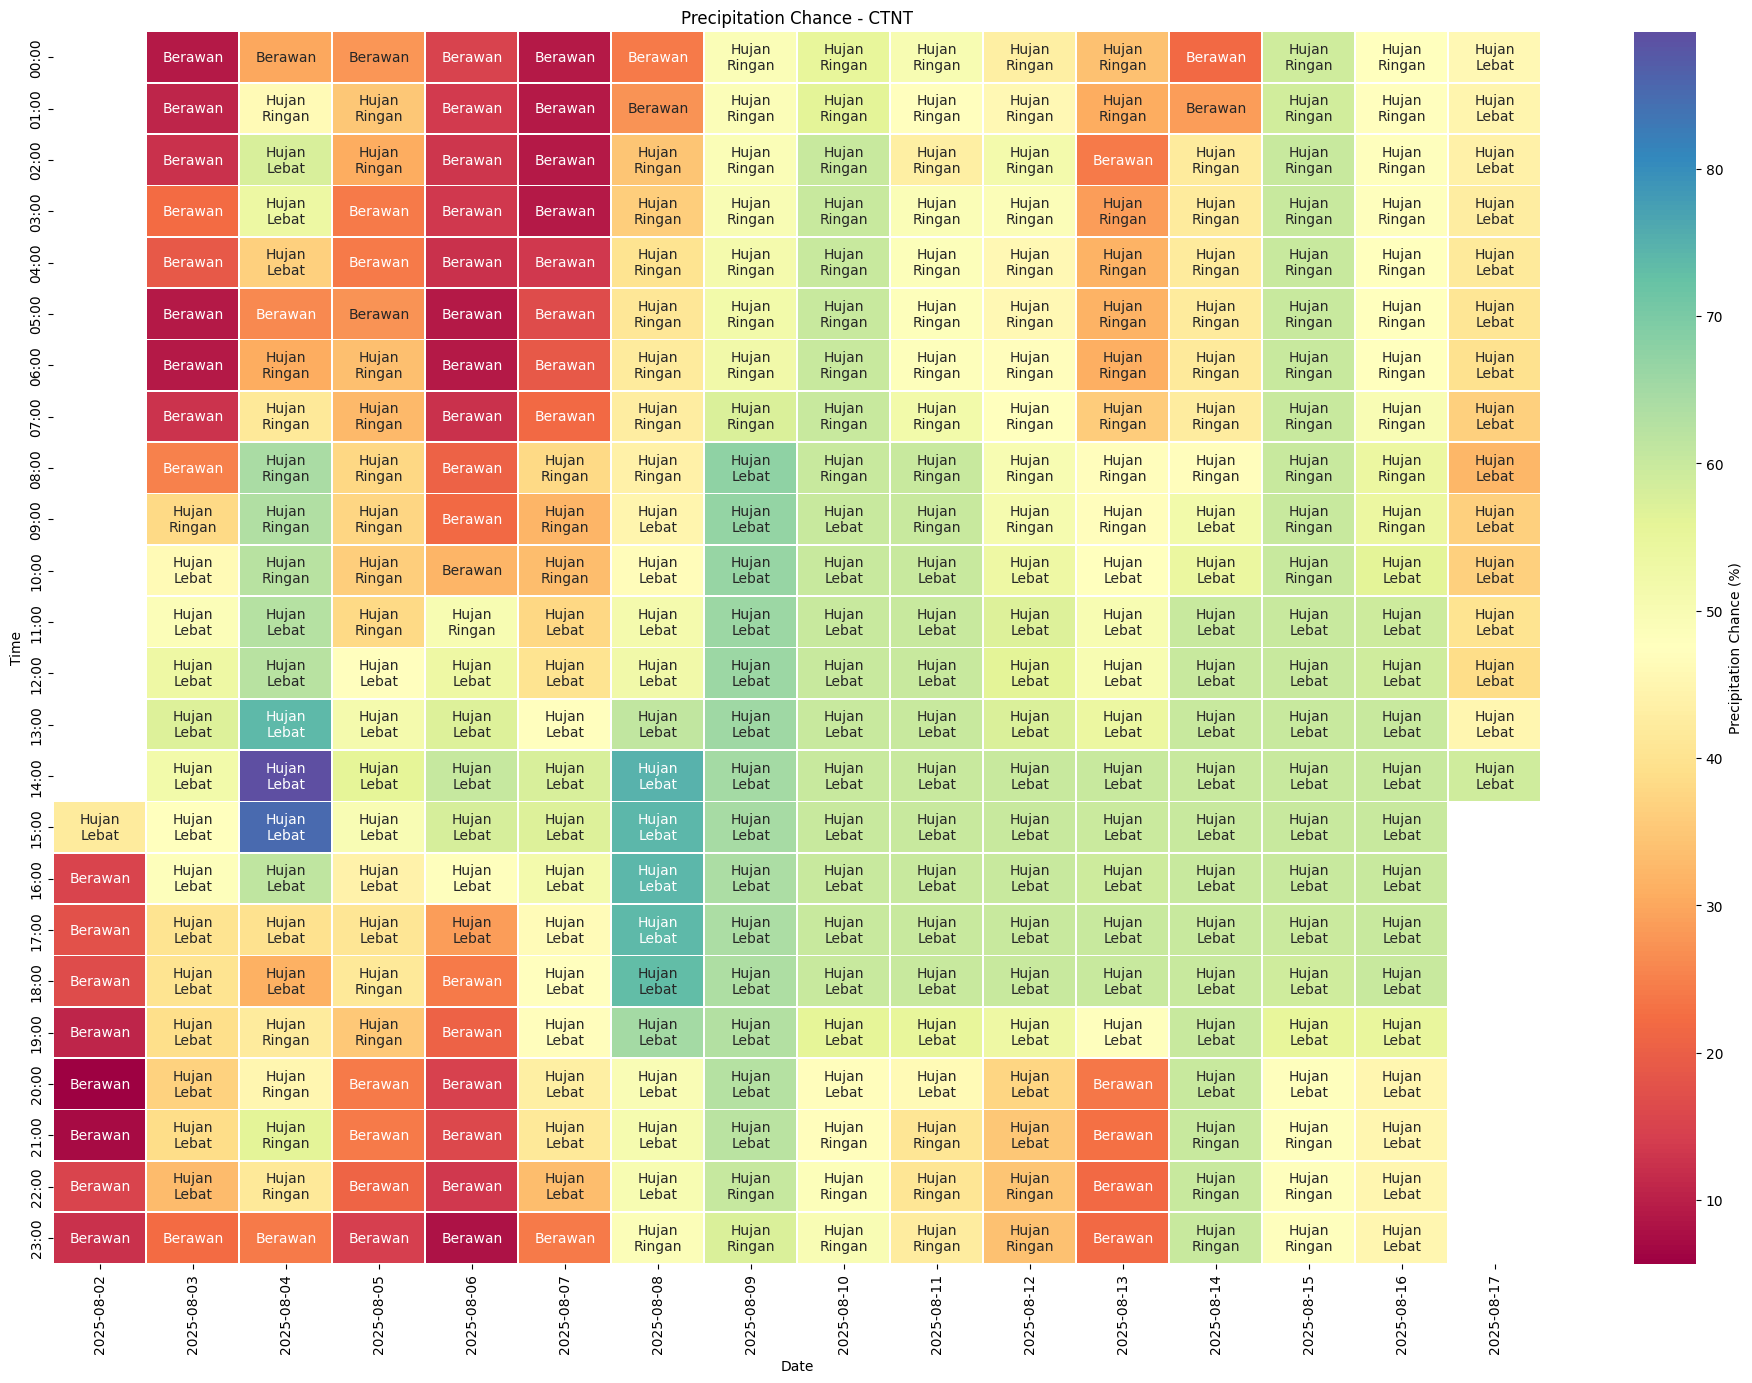 Precipitation Chance - CTNT
00:00 Berawan Berawan Berawan Berawan Berawan Berawan Hujan Ringan Hujan Ringan Hujan Ringan Hujan Ringan Hujan Ringan Berawan Hujan Ringan Hujan Ringan Hujan Lebat
01:00 Berawan Hujan Ringan Hujan Ringan Berawan Berawan Berawan Hujan Ringan Hujan Ringan Hujan Ringan Hujan Ringan Hujan Ringan Berawan Hujan Ringan Hujan Ringan Hujan Lebat
02:00 Berawan Hujan Lebat Hujan Ringan Berawan Berawan Hujan Ringan Hujan Ringan Hujan Ringan Hujan Ringan Hujan Ringan Berawan Hujan Ringan Hujan Ringan Hujan Ringan Hujan Lebat
03:00 Berawan Hujan Lebat Berawan Berawan Berawan Hujan Ringan Hujan Ringan Hujan Ringan Hujan Ringan Hujan Ringan Hujan Ringan Hujan Ringan Hujan Ringan Hujan Ringan Hujan Lebat
04:00 Berawan Hujan Lebat Berawan Berawan Berawan Hujan Ringan Hujan Ringan Hujan Ringan Hujan Ringan Hujan Ringan Hujan Ringan Hujan Ringan Hujan Ringan Hujan Ringan Hujan Lebat
05:00 Berawan Berawan Berawan Berawan Berawan Hujan Ringan Hujan Ringan Hujan Ringan Hujan Ringan Hujan Ringan Hujan Ringan Hujan Ringan Hujan Ringan Hujan Ringan Hujan Lebat
06:00 Berawan Hujan Ringan Hujan Ringan Berawan Berawan Hujan Ringan Hujan Ringan Hujan Ringan Hujan Ringan Hujan Ringan Hujan Ringan Hujan Ringan Hujan Ringan Hujan Ringan Hujan Lebat
07:00 Berawan Hujan Ringan Hujan Ringan Berawan Berawan Hujan Ringan Hujan Ringan Hujan Ringan Hujan Ringan Hujan Ringan Hujan Ringan Hujan Ringan Hujan Ringan Hujan Ringan Hujan Lebat
08:00 Berawan Hujan Ringan Hujan Ringan Berawan Hujan Ringan Hujan Ringan Hujan Lebat Hujan Ringan Hujan Ringan Hujan Ringan Hujan Ringan Hujan Ringan Hujan Ringan Hujan Ringan Hujan Lebat
09:00 Hujan Ringan Hujan Ringan Hujan Ringan Berawan Hujan Ringan Hujan Lebat Hujan Lebat Hujan Lebat Hujan Ringan Hujan Ringan Hujan Ringan Hujan Lebat Hujan Ringan Hujan Ringan Hujan Lebat
10:00 Hujan Lebat Hujan Ringan Hujan Ringan Berawan Hujan Ringan Hujan Lebat Hujan Lebat Hujan Lebat Hujan Lebat Hujan Lebat Hujan Lebat Hujan Lebat Hujan Ringan Hujan Lebat Hujan Lebat
11:00 Hujan Lebat Hujan Lebat Hujan Ringan Hujan Ringan Hujan Lebat Hujan Lebat Hujan Lebat Hujan Lebat Hujan Lebat Hujan Lebat Hujan Lebat Hujan Lebat Hujan Lebat Hujan Lebat Hujan Lebat
12:00 Hujan Lebat Hujan Lebat Hujan Lebat Hujan Lebat Hujan Lebat Hujan Lebat Hujan Lebat Hujan Lebat Hujan Lebat Hujan Lebat Hujan Lebat Hujan Lebat Hujan Lebat Hujan Lebat Hujan Lebat
13:00 Hujan Lebat Hujan Lebat Hujan Lebat Hujan Lebat Hujan Lebat Hujan Lebat Hujan Lebat Hujan Lebat Hujan Lebat Hujan Lebat Hujan Lebat Hujan Lebat Hujan Lebat Hujan Lebat Hujan Lebat
14:00 Hujan Lebat Hujan Lebat Hujan Lebat Hujan Lebat Hujan Lebat Hujan Lebat Hujan Lebat Hujan Lebat Hujan Lebat Hujan Lebat Hujan Lebat Hujan Lebat Hujan Lebat Hujan Lebat Hujan Lebat
15:00 Hujan Lebat Hujan Lebat Hujan Lebat Hujan Lebat Hujan Lebat Hujan Lebat Hujan Lebat Hujan Lebat Hujan Lebat Hujan Lebat Hujan Lebat Hujan Lebat Hujan Lebat Hujan Lebat Hujan Lebat
16:00 Berawan Hujan Lebat Hujan Lebat Hujan Lebat Hujan Lebat Hujan Lebat Hujan Lebat Hujan Lebat Hujan Lebat Hujan Lebat Hujan Lebat Hujan Lebat Hujan Lebat Hujan Lebat Hujan Lebat
17:00 Berawan Hujan Lebat Hujan Lebat Hujan Lebat Hujan Lebat Hujan Lebat Hujan Lebat Hujan Lebat Hujan Lebat Hujan Lebat Hujan Lebat Hujan Lebat Hujan Lebat Hujan Lebat Hujan Lebat
18:00 Berawan Hujan Lebat Hujan Lebat Hujan Ringan Berawan Hujan Lebat Hujan Lebat Hujan Lebat Hujan Lebat Hujan Lebat Hujan Lebat Hujan Lebat Hujan Lebat Hujan Lebat Hujan Lebat
19:00 Berawan Hujan Lebat Hujan Ringan Hujan Ringan Berawan Hujan Lebat Hujan Lebat Hujan Lebat Hujan Lebat Hujan Lebat Hujan Lebat Hujan Lebat Hujan Lebat Hujan Lebat Hujan Lebat
20:00 Berawan Hujan Lebat Hujan Ringan Berawan Berawan Hujan Lebat Hujan Lebat Hujan Lebat Hujan Lebat Hujan Lebat Hujan Lebat Berawan Hujan Lebat Hujan Lebat Hujan Lebat
21:00 Berawan Hujan Lebat Hujan Ringan Berawan Berawan Hujan Lebat Hujan Lebat Hujan Lebat Hujan Ringan Hujan Ringan Hujan Lebat Berawan Hujan Ringan Hujan Ringan Hujan Lebat
22:00 Berawan Hujan Lebat Hujan Ringan Berawan Berawan Hujan Lebat Hujan Lebat Hujan Ringan Hujan Ringan Hujan Ringan Hujan Ringan Berawan Hujan Ringan Hujan Ringan Hujan Lebat
23:00 Berawan Berawan Berawan Berawan Berawan Berawan Hujan Ringan Hujan Ringan Hujan Ringan Hujan Ringan Hujan Ringan Berawan Hujan Ringan Hujan Ringan Hujan Lebat
Time
2025-08-02 2025-08-03 2025-08-04 2025-08-05 2025-08-06 2025-08-07 2025-08-08 2025-08-09 2025-08-10 2025-08-11 2025-08-12 2025-08-13 2025-08-14 2025-08-15 2025-08-16 2025-08-17
Date
80
70
60
50
40
30
20
10
Precipitation Chance (%)